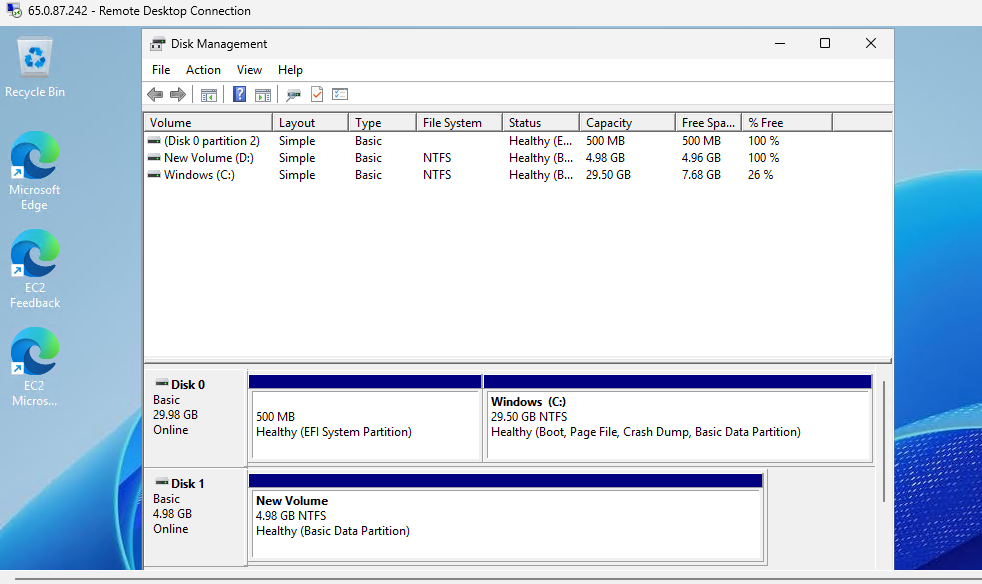 65.0.87.242 - Remote Desktop Connection
Recycle Bin
Microsoft
Edge
EC2
Feedback
EC2
Micros...
Disk Management
File Action View Help
Volume Layout Type File System Status Capacity Free Spa... % Free
(Disk 0 partition 2) Simple Basic Healthy (E... 500 MB 500 MB 100 %
New Volume (D:) Simple Basic NTFS Healthy (B... 4.98 GB 4.96 GB 100 %
Windows (C:) Simple Basic NTFS Healthy (B... 29.50 GB 7.68 GB 26 %
Disk 0
Basic
29.98 GB
Online
500 MB
Healthy (EFI System Partition)
Windows (C:)
29.50 GB NTFS
Healthy (Boot, Page File, Crash Dump, Basic Data Partition)
Disk 1
Basic
4.98 GB
Online
New Volume
4.98 GB NTFS
Healthy (Basic Data Partition)